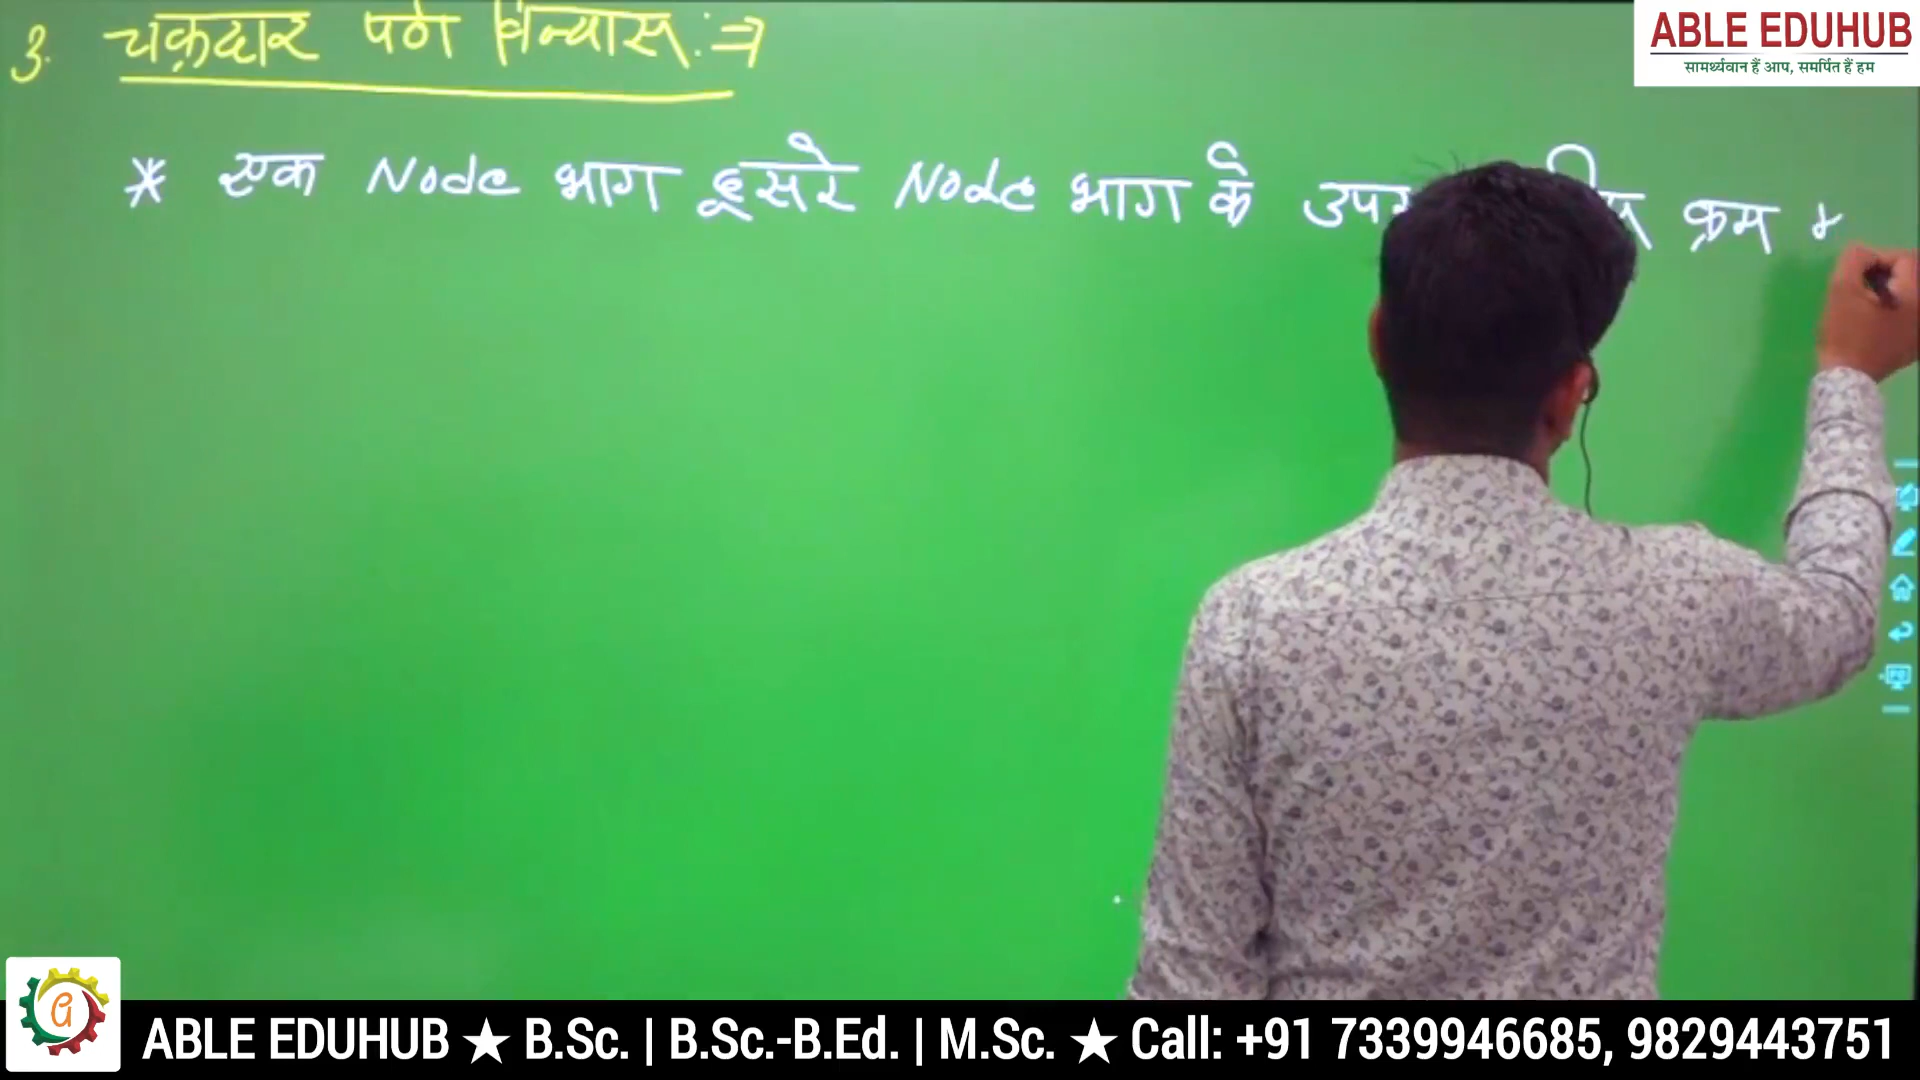 3. चक्रदार पर्ण विन्यास :⇒
ABLE EDUHUB
सामर्थ्यवान हैं आप, समर्पित हैं हम
* एक Node भाग दूसरे Node भाग के क्रम
ABLE EDUHUB ★ B.Sc. | B.Sc.-B.Ed. | M.Sc. ★ Call: +91 7339946685, 9829443751